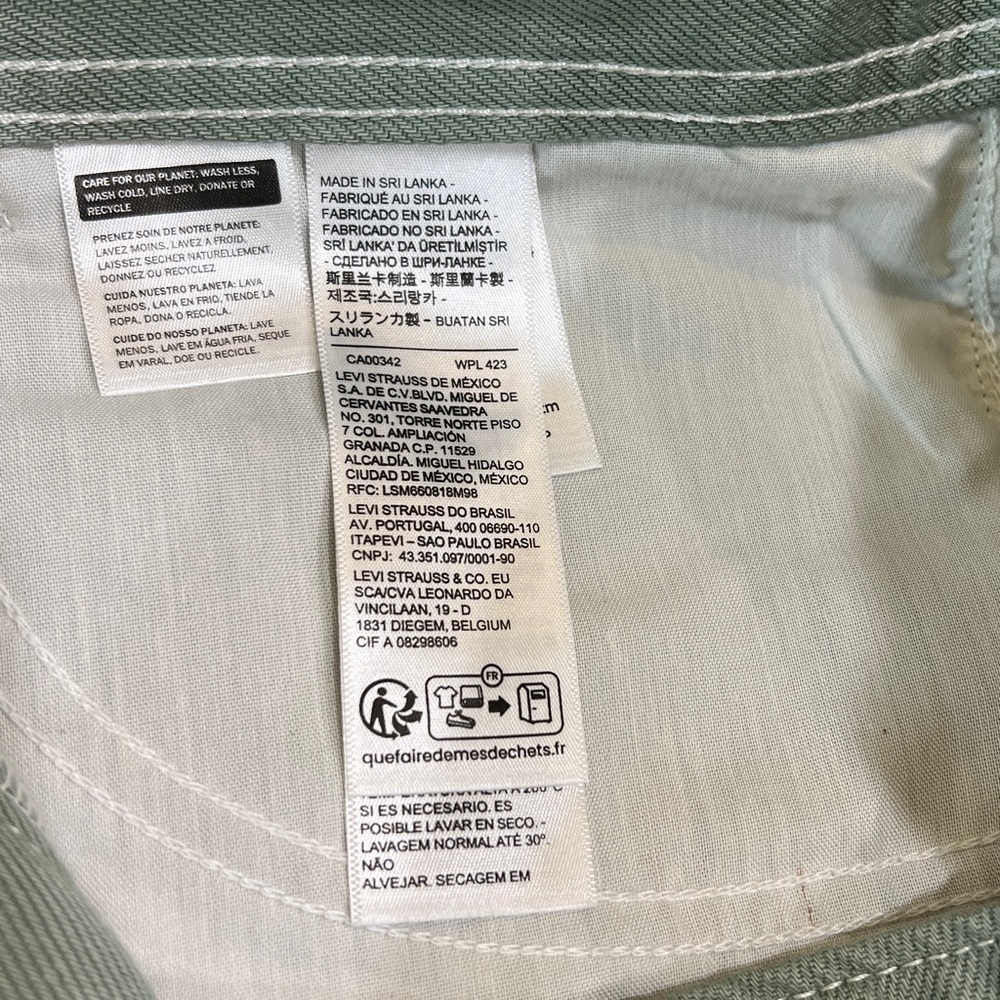 CARE FOR OUR PLANET: WASH LESS,
WASH COLD, LINE DRY, DONATE OR
RECYCLE
PRENEZ SOIN DE NOTRE PLANETE:
LAVEZ MOINS, LAVEZ A FROID,
LAISSEZ SECHER NATURELLEMENT,
DONNEZ OU RECYCLEZ
CUIDA NUESTRO PLANETA: LAVA
MENOS, LAVA EN FRIO, TIENDE LA
ROPA, DONA O RECICLA.
CUIDE DO NOSSO PLANETA: LAVE
MENOS, LAVE EM ÁGUA FRIA, SEQUE
EM VARAL, DOE OU RECICLE.
MADE IN SRI LANKA -
FABRIQUÉ AU SRI LANKA -
FABRICADO EN SRI LANKA -
FABRICADO NO SRI LANKA -
SRİ LANKA' DA ÜRETİLMİŞTİR
- СДЕЛАНО В ШРИ-ЛАНКЕ -
斯里兰卡制造 - 斯里蘭卡製 -
제조국:스리랑카 -
スリランカ製 - BUATAN SRI
LANKA
CA00342 WPL 423
LEVI STRAUSS DE MÉXICO
S.A. DE C.V.BLVD. MIGUEL DE
CERVANTES SAAVEDRA
NO. 301, TORRE NORTE PISO
7 COL. AMPLIACIÓN
GRANADA C.P. 11529
ALCALDÍA. MIGUEL HIDALGO
CIUDAD DE MÉXICO, MÉXICO
RFC: LSM660818M98
LEVI STRAUSS DO BRASIL
AV. PORTUGAL, 400 06690-110
ITAPEVI – SAO PAULO BRASIL
CNPJ: 43.351.097/0001-90
LEVI STRAUSS & CO. EU
SCA/CVA LEONARDO DA
VINCILAAN, 19 - D
1831 DIEGEM, BELGIUM
CIF A 08298606
FR
quefairedemesdechets.fr
SI ES NECESARIO. ES
POSIBLE LAVAR EN SECO. -
LAVAGEM NORMAL ATÉ 30°.
NÃO
ALVEJAR. SECAGEM EM
cm